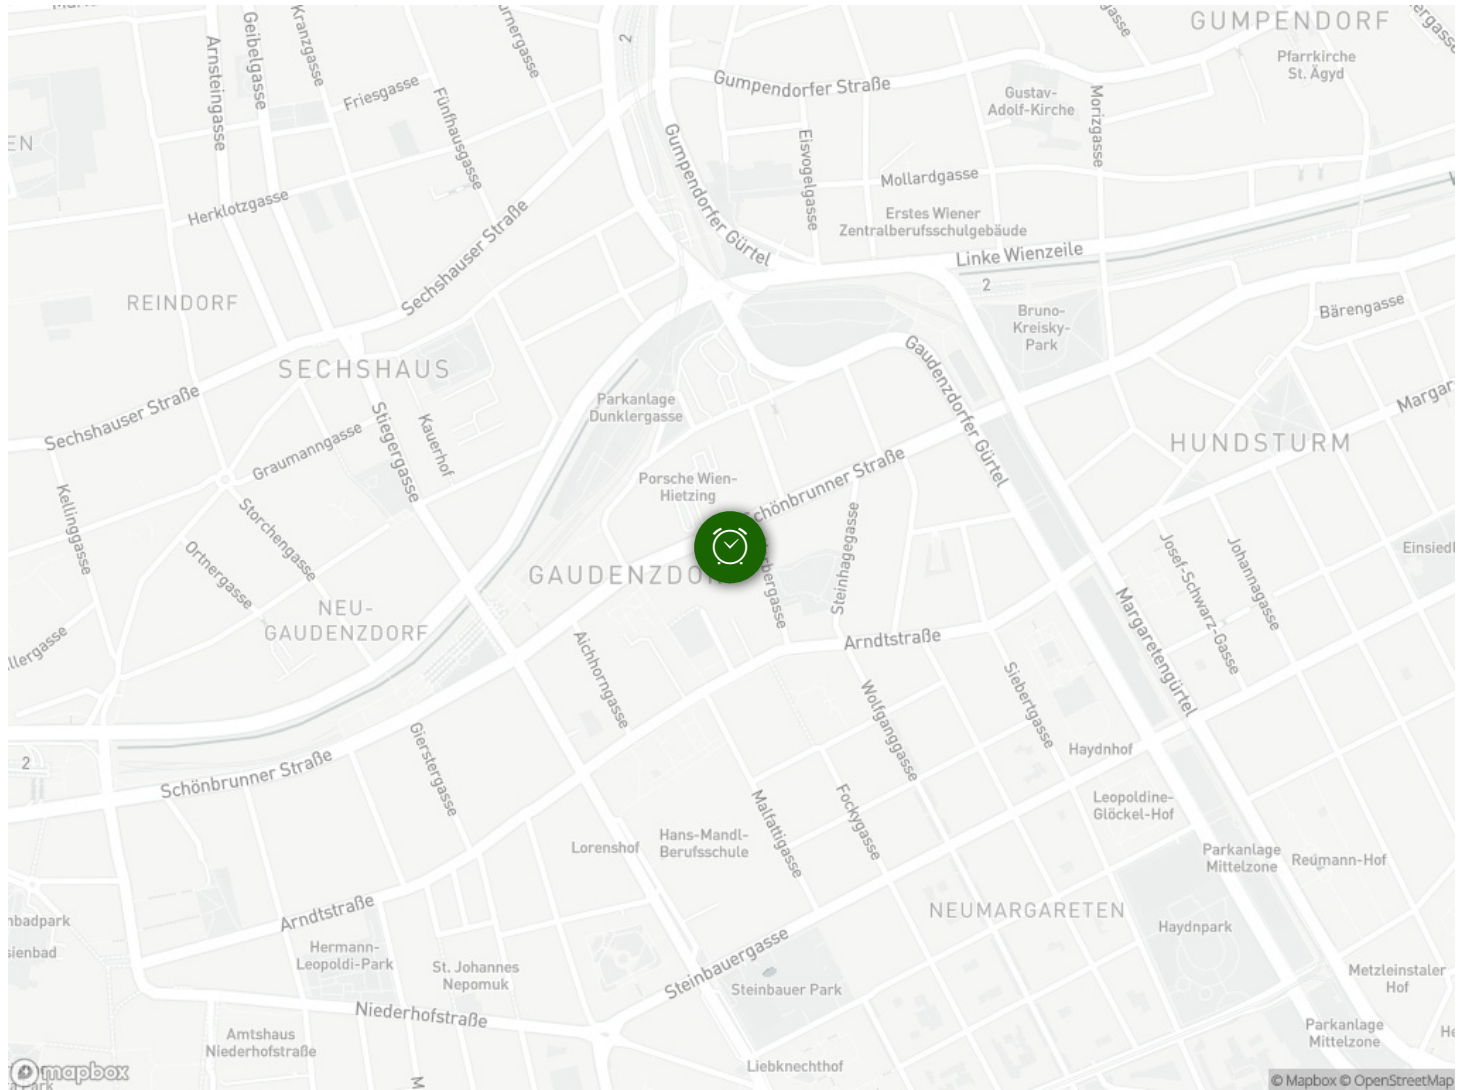 Geibelgasse
Kranzgasse
Arnsteingasse
Friesgasse
Fünfhausgasse
2
Gumpendorfer Straße
GUMPENDORF
Pfarrkirche
St. Ägyd
Gustav-
Adolf-Kirche
Morizgasse
Gumpendorfer Gürtel
Eisvogelgasse
Mollardgasse
Herklotzgasse
Sechshauser Straße
Erstes Wiener
Zentralberufsschulgebäude
Linke Wienzeile
2
REINDORF
Bruno-
Kreisky-
Park
Bärengasse
SECHSHAUS
Gaudenzdorfer Gürtel
Parkanlage
Dunklergasse
Sechshauser Straße
Stiegergasse
Kauerhof
Graumanngasse
HUNDSTURM
Porsche Wien-
Hietzing
Schönbrunner Straße
Kellinggasse
Storchengasse
Ortnergasse
Steinhagegasse
Josef-Schwarz-Gasse
Johannagasse
GAUDENZDOR
NEU-
GAUDENZDORF
Aichhorngasse
Arndtstraße
Margaretengürtel
Siebertgasse
Wolfganggasse
Haydnhof
2
Schönbrunner Straße
Gierstergasse
Malfattigasse
Fockygasse
Leopoldine-
Glöckel-Hof
Lorenshof
Hans-Mandl-
Berufsschule
Parkanlage
Mittelzone
Reumann-Hof
Arndtstraße
NEUMARGARETEN
Haydnpark
Hermann-
Leopoldi-Park
St. Johannes
Nepomuk
Steinbauergasse
Steinbauer Park
Metzleinstaler
Hof
Niederhofstraße
Amtshaus
Niederhofstraße
Parkanlage
Mittelzone
Liebknechthof
mapbox
© Mapbox © OpenStreetMap